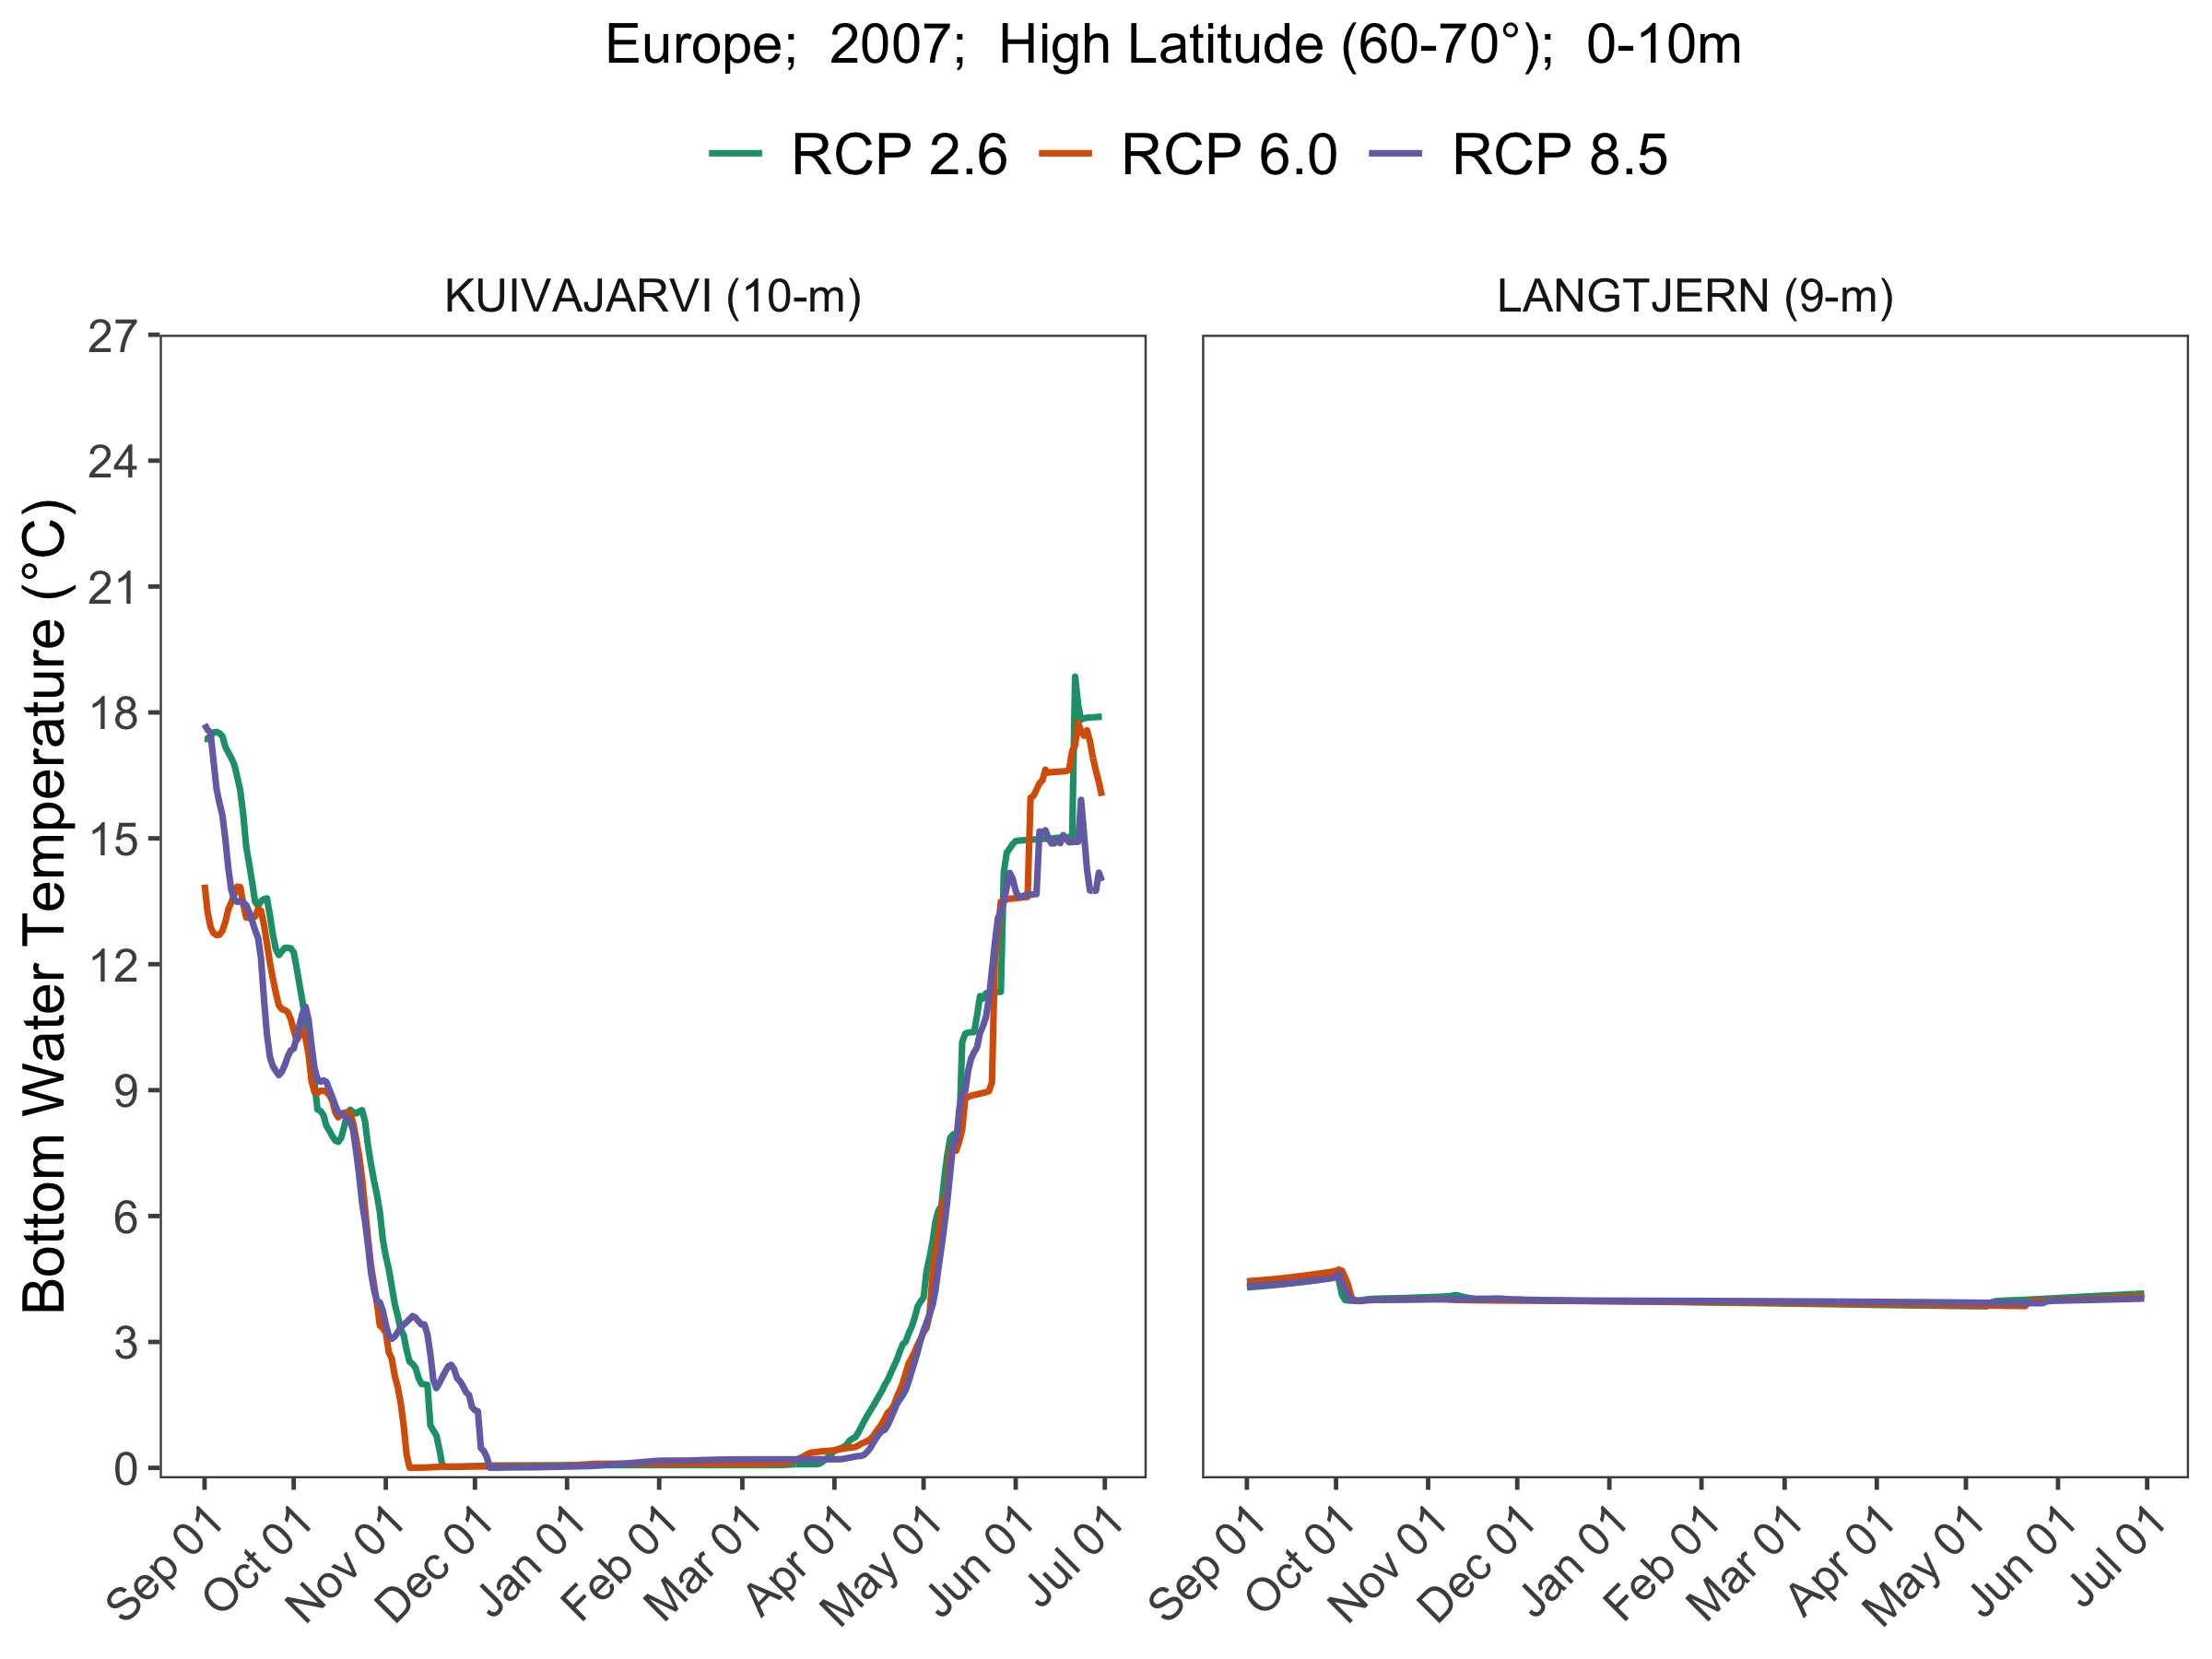 Europe;  2007;  High Latitude (60-70°);  0-10m
RCP 2.6 RCP 6.0 RCP 8.5
KUIVAJARVI (10-m) LANGTJERN (9-m)
Bottom Water Temperature (°C)
27
24
21
18
15
12
9
6
3
0
Sep 01 Oct 01 Nov 01 Dec 01 Jan 01 Feb 01 Mar 01 Apr 01 May 01 Jun 01 Jul 01
Sep 01 Oct 01 Nov 01 Dec 01 Jan 01 Feb 01 Mar 01 Apr 01 May 01 Jun 01 Jul 01